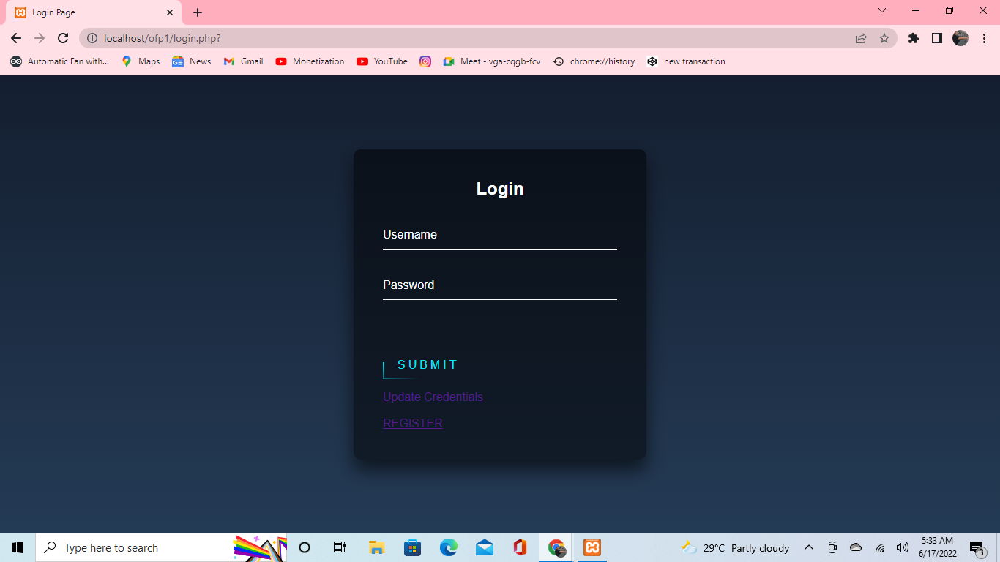 Login Page
localhost/ofp1/login.php?
Automatic Fan with... Maps News Gmail Monetization YouTube Meet - vga-cqgb-fcv chrome://history new transaction
Login
Username
Password
SUBMIT
Update Credentials
REGISTER
Type here to search
29°C Partly cloudy
5:33 AM
6/17/2022
3